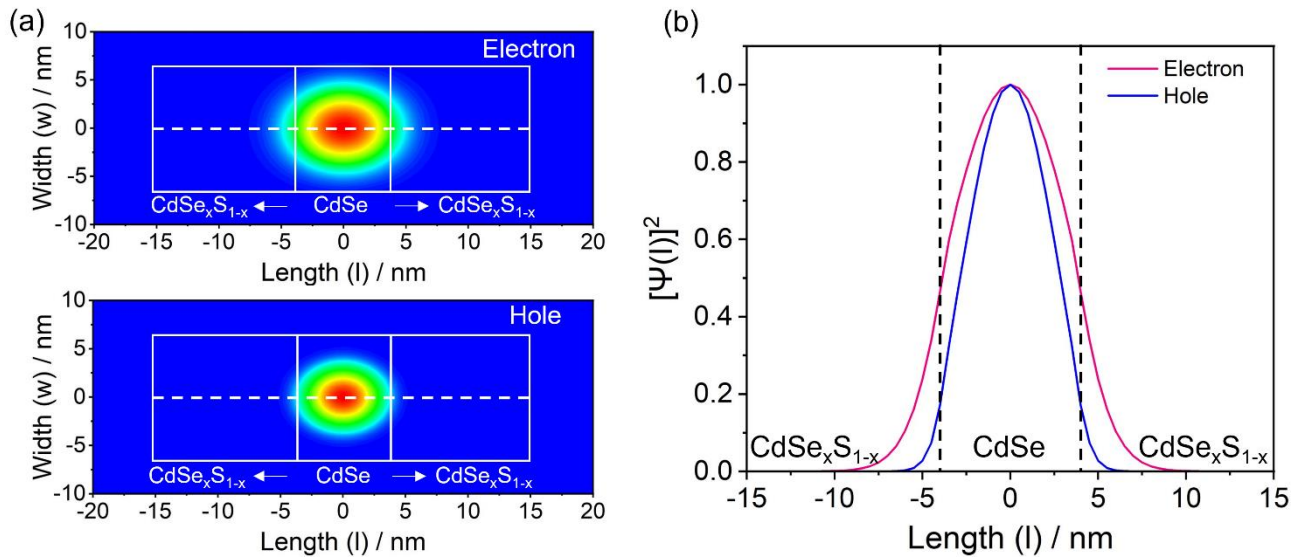 (a)
Electron
Width (w) / nm
10
5
0
-5
-10
CdSeₓS₁₋ₓ ← CdSe → CdSeₓS₁₋ₓ
-20 -15 -10 -5 0 5 10 15 20
Length (l) / nm
Hole
Width (w) / nm
10
5
0
-5
-10
CdSeₓS₁₋ₓ ← CdSe → CdSeₓS₁₋ₓ
-20 -15 -10 -5 0 5 10 15 20
Length (l) / nm
(b)
Electron
Hole
[Ψ(l)]²
1.0
0.8
0.6
0.4
0.2
0.0
CdSeₓS₁₋ₓ CdSe CdSeₓS₁₋ₓ
-15 -10 -5 0 5 10 15
Length (l) / nm